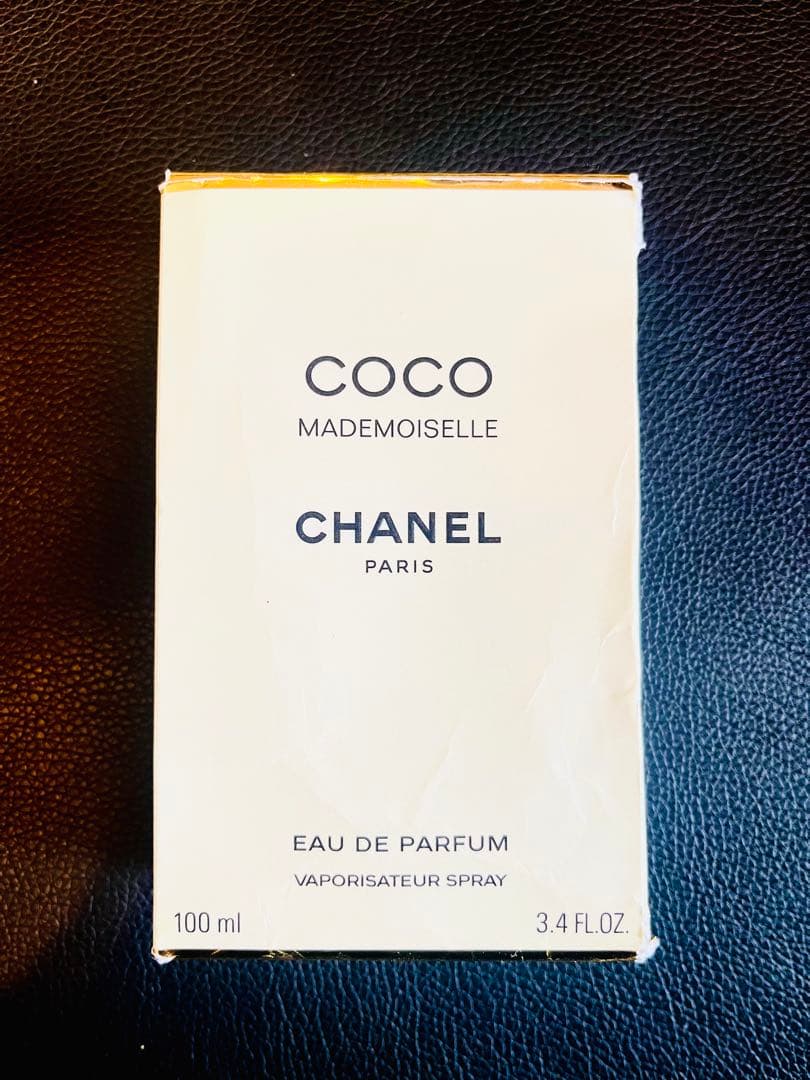 COCO
MADEMOISELLE
CHANEL
PARIS
EAU DE PARFUM
VAPORISATEUR SPRAY
100 ml 3.4 FL.OZ.